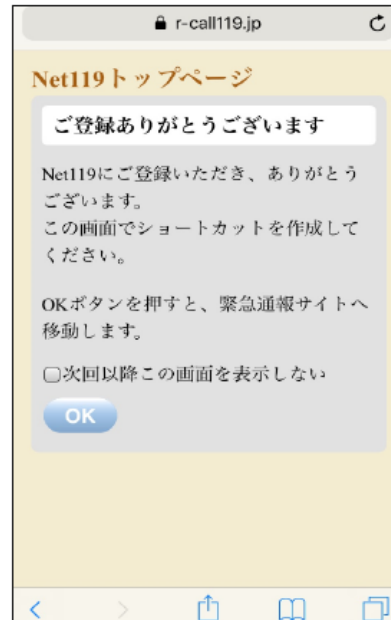 r-call119.jp
Net119トップページ
ご登録ありがとうございます
Net119にご登録いただき、ありがとう
ございます。
この画面でショートカットを作成して
ください。
OKボタンを押すと、緊急通報サイトへ
移動します。
次回以降この画面を表示しない
OK